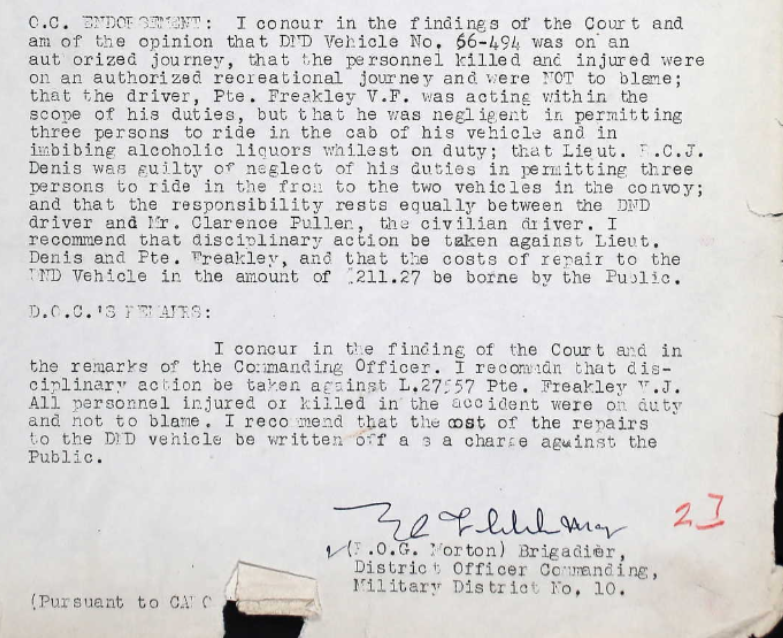 O.C. ENDORSEMENT: I concur in the findings of the Court and
am of the opinion that DND Vehicle No. 66-494 was on an
aut orized journey, that the personnel killed and injured were
on an authorized recreational journey and were NOT to blame;
that the driver, Pte. Freakley V.F. was acting within the
scope of his duties, but that he was negligent in permitting
three persons to ride in the cab of his vehicle and in
imbibing alcoholic liquors whilest on duty; that Lieut. .C.J.
Denis was guilty of neglect of his duties in permitting three
persons to ride in the fron to the two vehicles in the convoy;
and that the responsibility rests equally between the DND
driver and Mr. Clarence Pullen, the civilian driver. I
recommend that disciplinary action be taken against Lieut.
Denis and Pte. Freakley, and that the costs of repair to the
DND Vehicle in the amount of $211.27 be borne by the Public.
D.O.C.'S REMARKS:
I concur in the finding of the Court and in
the remarks of the Commanding Officer. I recommdn that dis-
ciplinary action be taken against L.27557 Pte. Freakley V.J.
All personnel injured or killed in the accident were on duty
and not to blame. I recommend that the cost of the repairs
to the DND vehicle be written off a s a charge against the
Public.
27
( .O.G. Morton) Brigadier,
District Officer Commanding,
Military District No. 10.
(Pursuant to